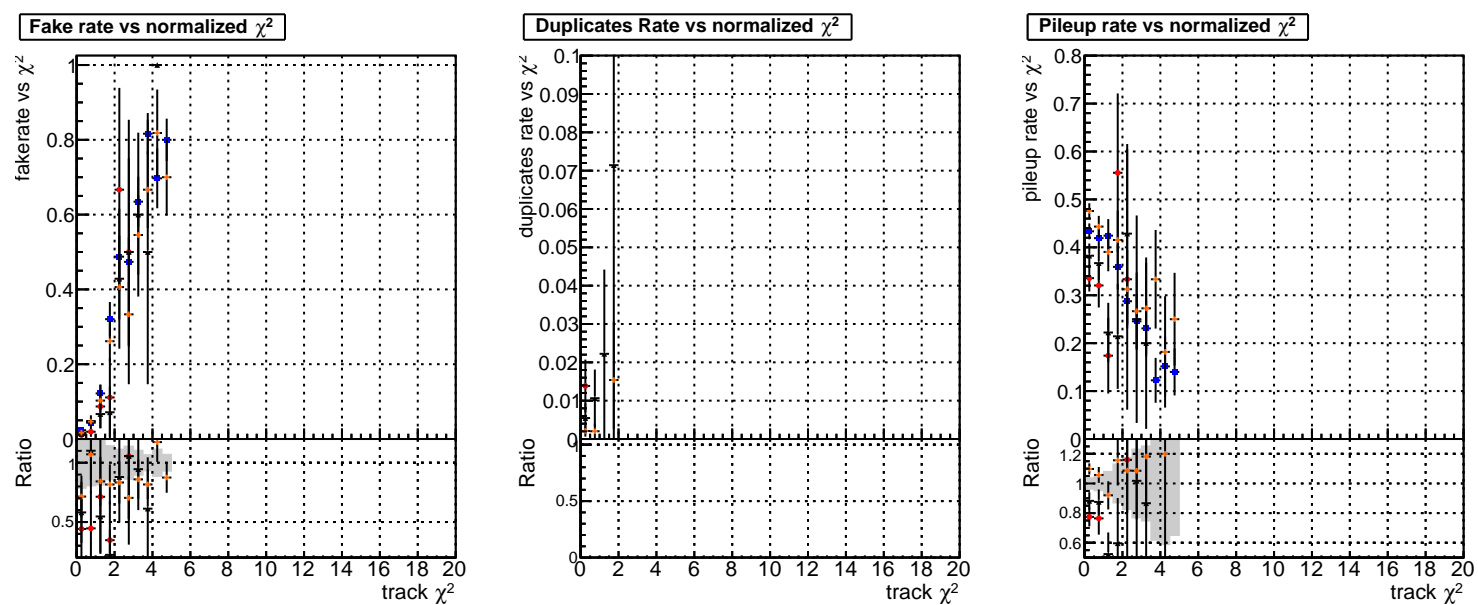 Fake rate vs normalized χ²
fakerate vs χ²
1
0.8
0.6
0.4
0.2
0
Ratio
1
0.5
0 2 4 6 8 10 12 14 16 18 20
track χ²
Duplicates Rate vs normalized χ²
duplicates rate vs χ²
0.1
0.09
0.08
0.07
0.06
0.05
0.04
0.03
0.02
0.01
0
Ratio
1
0.5
0
0 2 4 6 8 10 12 14 16 18 20
track χ²
Pileup rate vs normalized χ²
pileup rate vs χ²
0.8
0.7
0.6
0.5
0.4
0.3
0.2
0.1
0
Ratio
1.2
1
0.8
0.6
0 2 4 6 8 10 12 14 16 18 20
track χ²